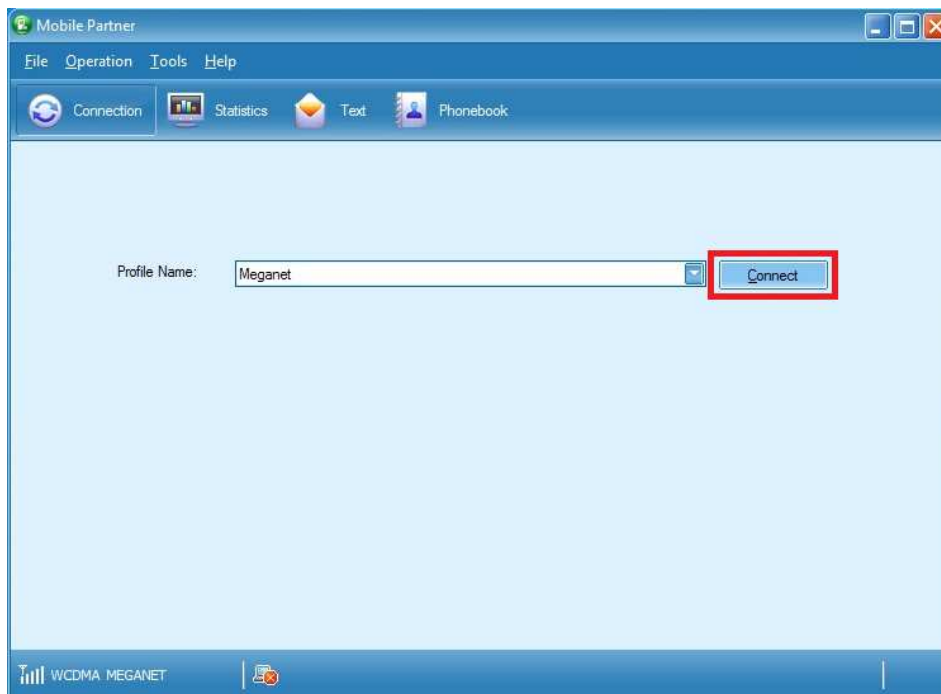 Mobile Partner
File Operation Tools Help
Connection Statistics Text Phonebook
Profile Name: Meganet Connect
WCDMA MEGANET